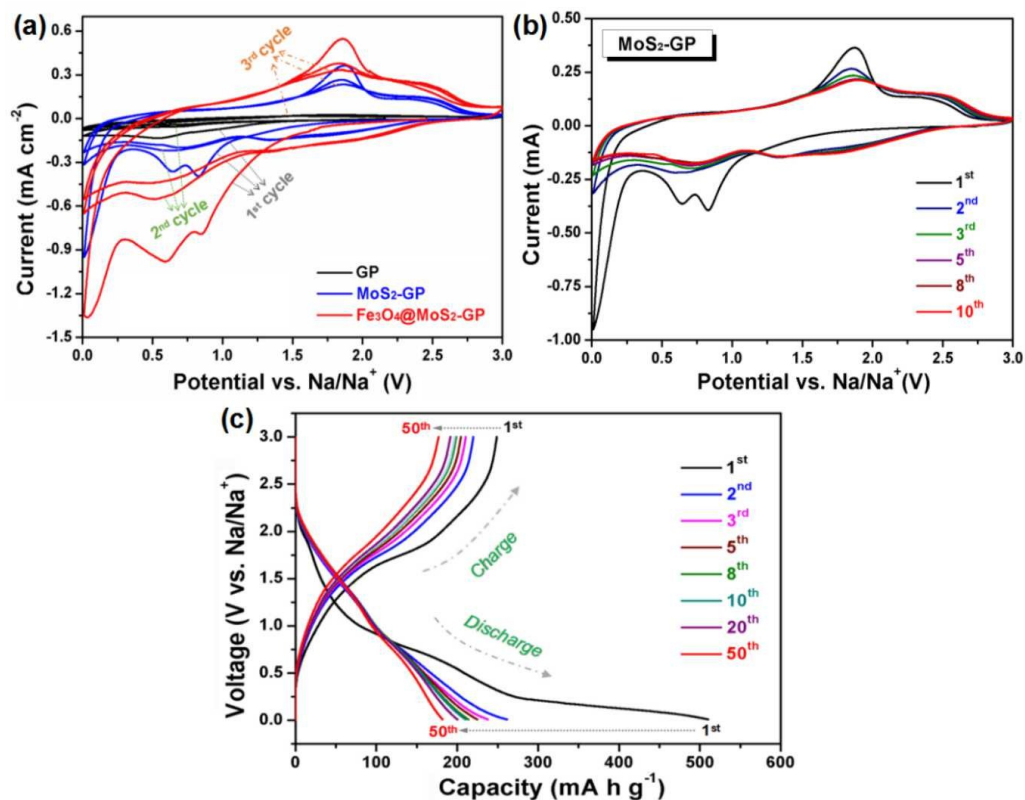 (a)
0.6
0.3
0.0
-0.3
-0.6
-0.9
-1.2
-1.5
Current (mA cm⁻²)
3ʳᵈ cycle
2ⁿᵈ cycle
1ˢᵗ cycle
GP
MoS₂-GP
Fe₃O₄@MoS₂-GP
0.0 0.5 1.0 1.5 2.0 2.5 3.0
Potential vs. Na/Na⁺ (V)
(b)
0.50
0.25
0.00
-0.25
-0.50
-0.75
-1.00
Current (mA)
MoS₂-GP
1ˢᵗ
2ⁿᵈ
3ʳᵈ
5ᵗʰ
8ᵗʰ
10ᵗʰ
0.0 0.5 1.0 1.5 2.0 2.5 3.0
Potential vs. Na/Na⁺ (V)
(c)
3.0
2.5
2.0
1.5
1.0
0.5
0.0
Voltage (V vs. Na/Na⁺)
50ᵗʰ 1ˢᵗ
Charge
Discharge
50ᵗʰ 1ˢᵗ
1ˢᵗ
2ⁿᵈ
3ʳᵈ
5ᵗʰ
8ᵗʰ
10ᵗʰ
20ᵗʰ
50ᵗʰ
0 100 200 300 400 500 600
Capacity (mA h g⁻¹)